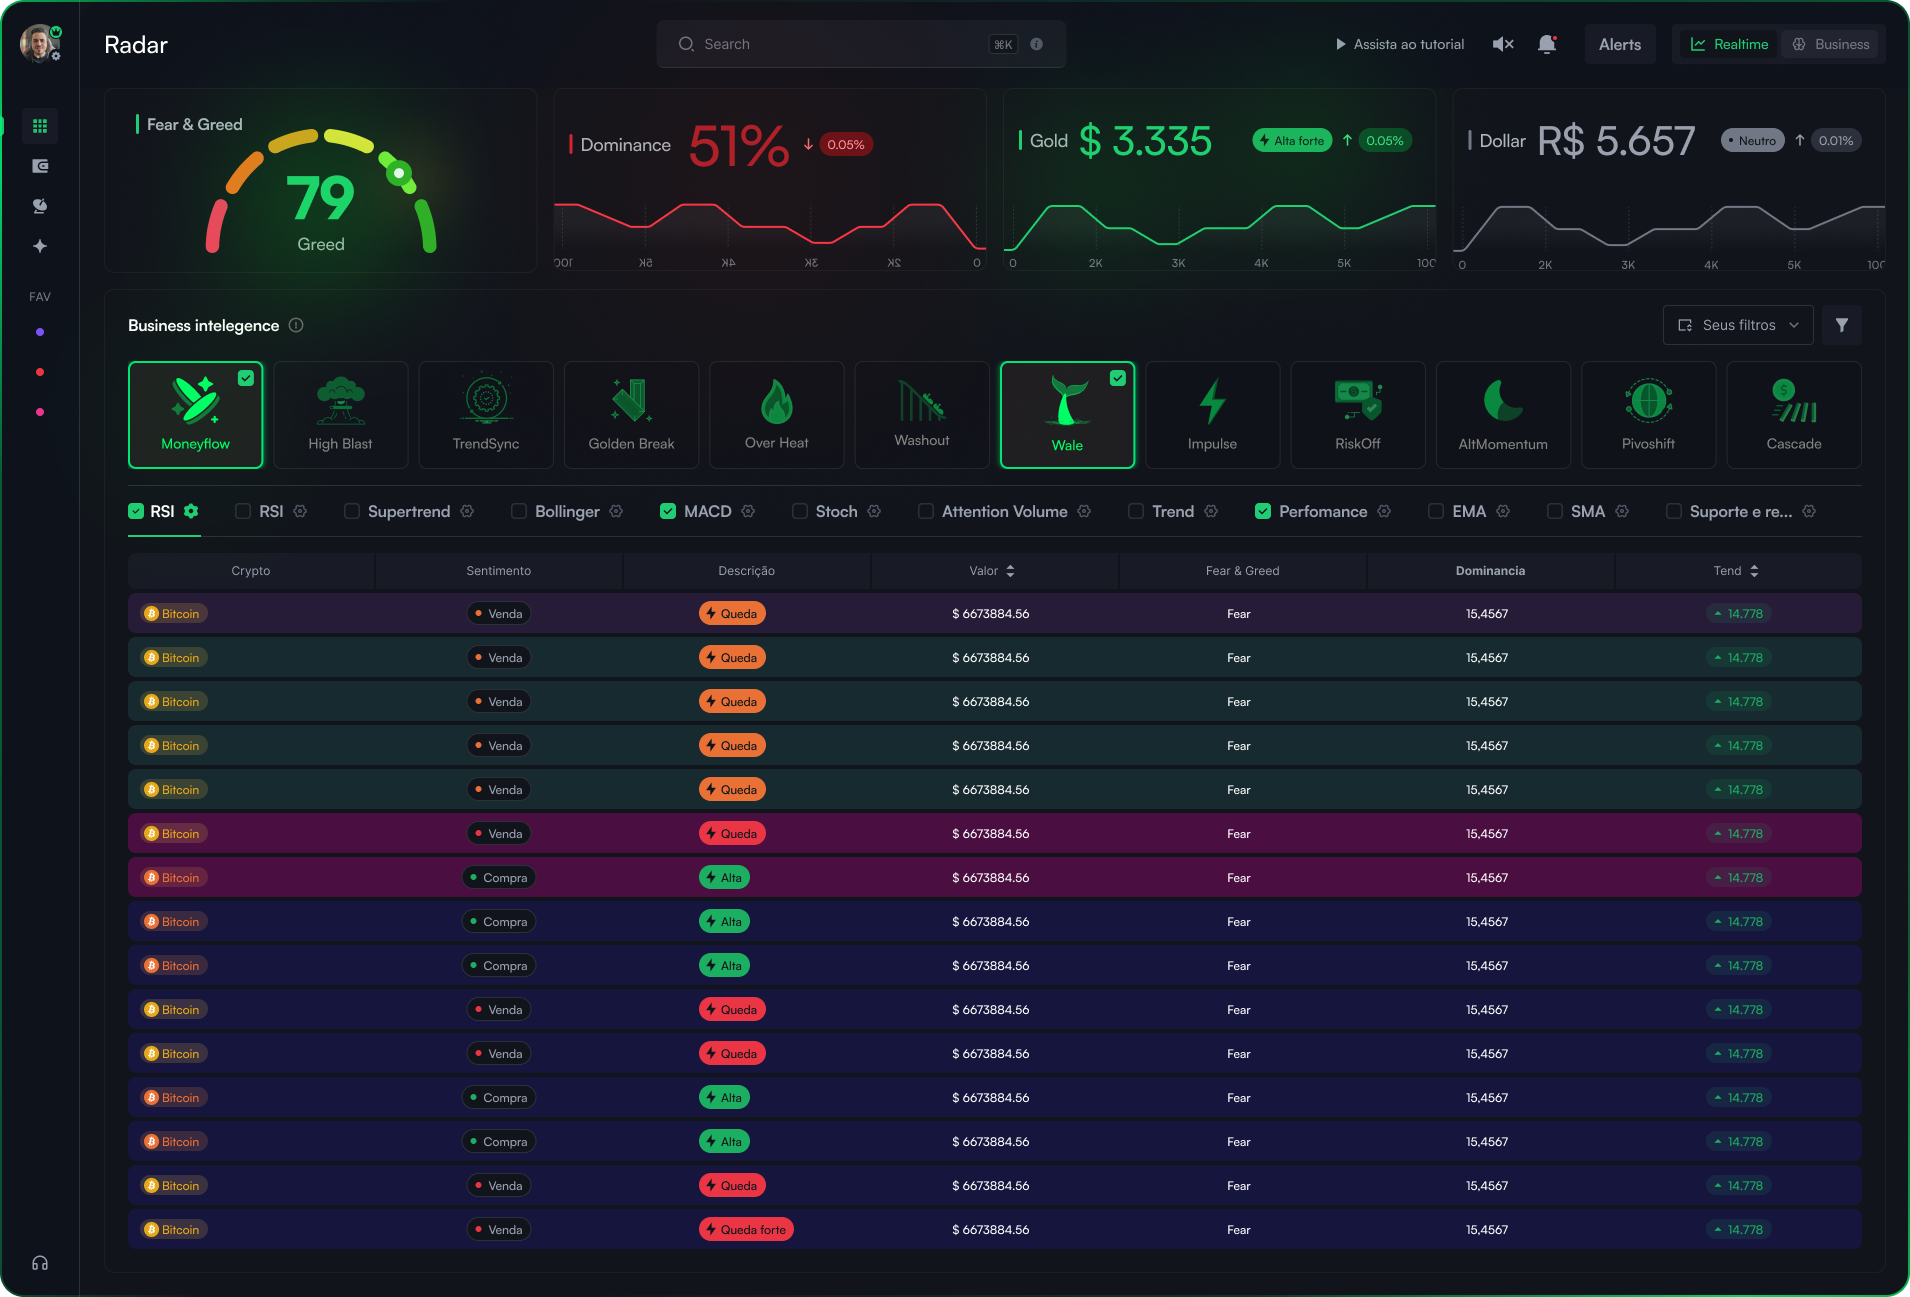 Radar
Search
⌘K
Assista ao tutorial
Alerts
Realtime
Business
Fear & Greed
79
Greed
Dominance 51% 0.05%
100 5K 4K 3K 2K 0
Gold $ 3.335 Alta forte 0.05%
0 2K 3K 4K 5K 100
Dollar R$ 5.657 Neutro 0.01%
0 2K 3K 4K 5K 100
FAV
Business intelegence
Seus filtros
Moneyflow High Blast TrendSync Golden Break Over Heat Washout Wale Impulse RiskOff AltMomentum Pivoshift Cascade
RSI RSI Supertrend Bollinger MACD Stoch Attention Volume Trend Perfomance EMA SMA Suporte e re...
Crypto Sentimento Descrição Valor Fear & Greed Dominancia Tend
Bitcoin Venda Queda $ 6673884.56 Fear 15,4567 14.778
Bitcoin Venda Queda $ 6673884.56 Fear 15,4567 14.778
Bitcoin Venda Queda $ 6673884.56 Fear 15,4567 14.778
Bitcoin Venda Queda $ 6673884.56 Fear 15,4567 14.778
Bitcoin Venda Queda $ 6673884.56 Fear 15,4567 14.778
Bitcoin Venda Queda $ 6673884.56 Fear 15,4567 14.778
Bitcoin Compra Alta $ 6673884.56 Fear 15,4567 14.778
Bitcoin Compra Alta $ 6673884.56 Fear 15,4567 14.778
Bitcoin Compra Alta $ 6673884.56 Fear 15,4567 14.778
Bitcoin Venda Queda $ 6673884.56 Fear 15,4567 14.778
Bitcoin Venda Queda $ 6673884.56 Fear 15,4567 14.778
Bitcoin Compra Alta $ 6673884.56 Fear 15,4567 14.778
Bitcoin Compra Alta $ 6673884.56 Fear 15,4567 14.778
Bitcoin Venda Queda $ 6673884.56 Fear 15,4567 14.778
Bitcoin Venda Queda forte $ 6673884.56 Fear 15,4567 14.778